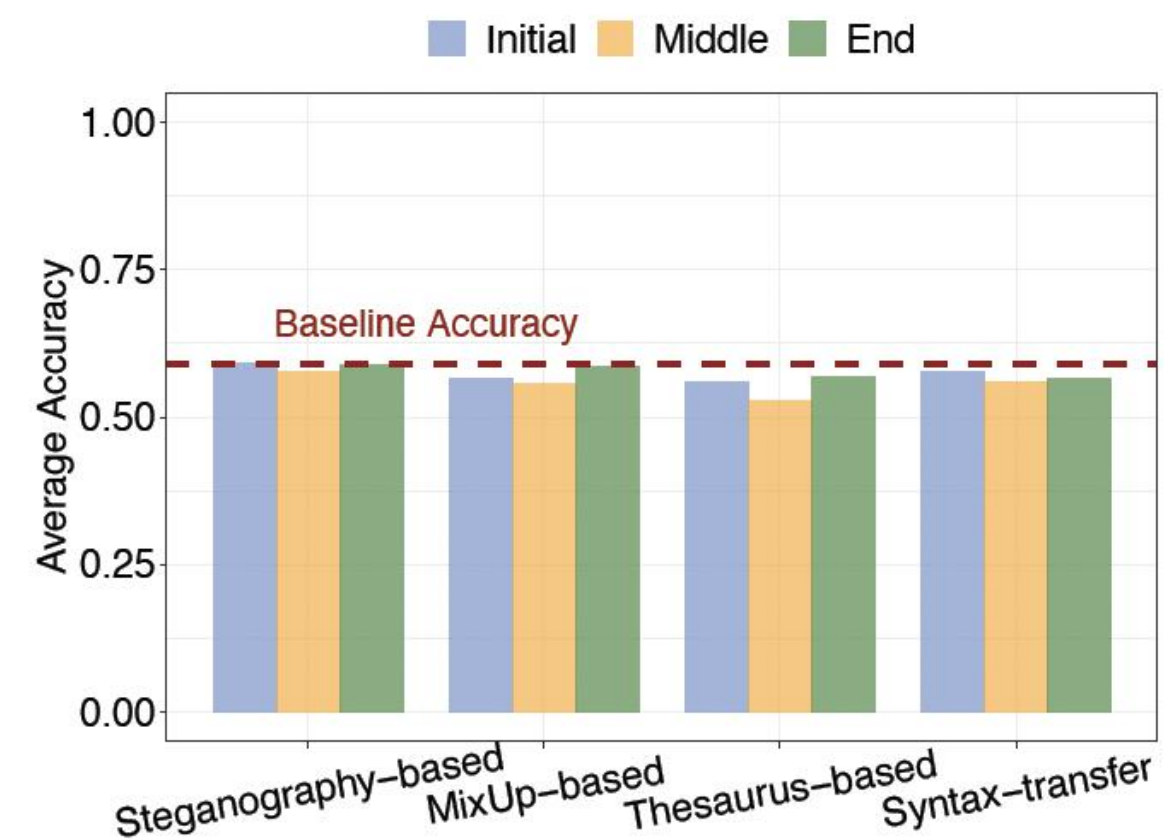 Initial Middle End
1.00
0.75
0.50
0.25
0.00
Average Accuracy
Baseline Accuracy
Steganography−based
MixUp−based
Thesaurus−based
Syntax−transfer